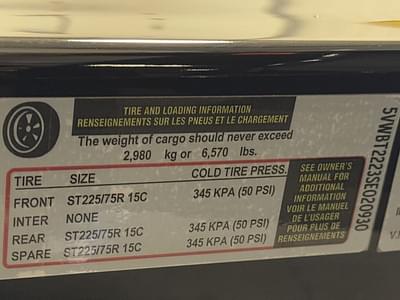 TIRE AND LOADING INFORMATION
RENSEIGNEMENTS SUR LES PNEUS ET LE CHARGEMENT
The weight of cargo should never exceed
2,980 kg or 6,570 lbs.
TIRE SIZE COLD TIRE PRESS.
FRONT ST225/75R 15C 345 KPA (50 PSI)
INTER NONE
REAR ST225/75R 15C 345 KPA (50 PSI)
SPARE ST225/75R 15C 345 KPA (50 PSI)
SEE OWNER'S
MANUAL FOR
ADDITIONAL
INFORMATION
VOIR LE MANUEL
DE L'USAGER
POUR PLUS DE
RENSEIGNEMENTS
5VWBT2223SE020930